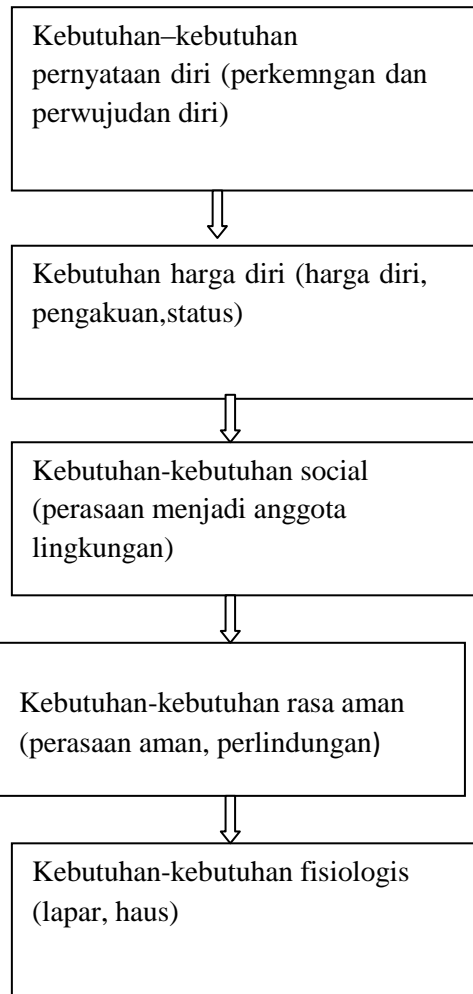 Kebutuhan–kebutuhan
pernyataan diri (perkemngan dan
perwujudan diri)
Kebutuhan harga diri (harga diri,
pengakuan,status)
Kebutuhan-kebutuhan social
(perasaan menjadi anggota
lingkungan)
Kebutuhan-kebutuhan rasa aman
(perasaan aman, perlindungan)
Kebutuhan-kebutuhan fisiologis
(lapar, haus)